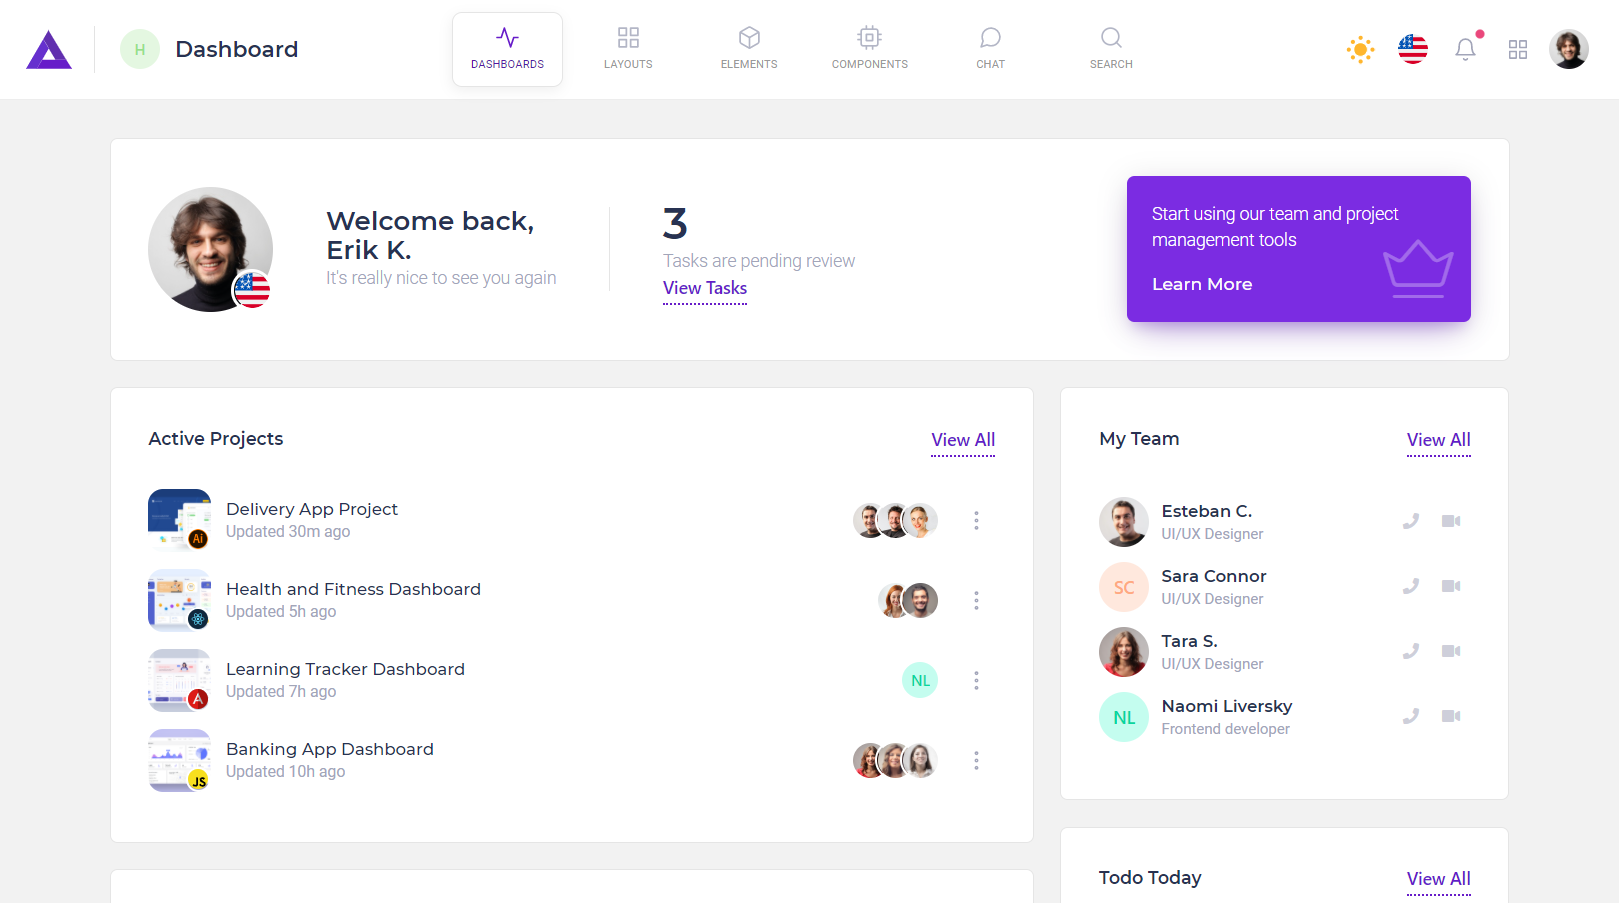 H
Dashboard
DASHBOARDS
LAYOUTS
ELEMENTS
COMPONENTS
CHAT
SEARCH
Welcome back,
Erik K.
It's really nice to see you again
3
Tasks are pending review
View Tasks
Start using our team and project
management tools
Learn More
Active Projects
View All
Ai
Delivery App Project
Updated 30m ago
Health and Fitness Dashboard
Updated 5h ago
A
Learning Tracker Dashboard
Updated 7h ago
NL
JS
Banking App Dashboard
Updated 10h ago
My Team
View All
Esteban C.
UI/UX Designer
SC
Sara Connor
UI/UX Designer
Tara S.
UI/UX Designer
NL
Naomi Liversky
Frontend developer
Todo Today
View All